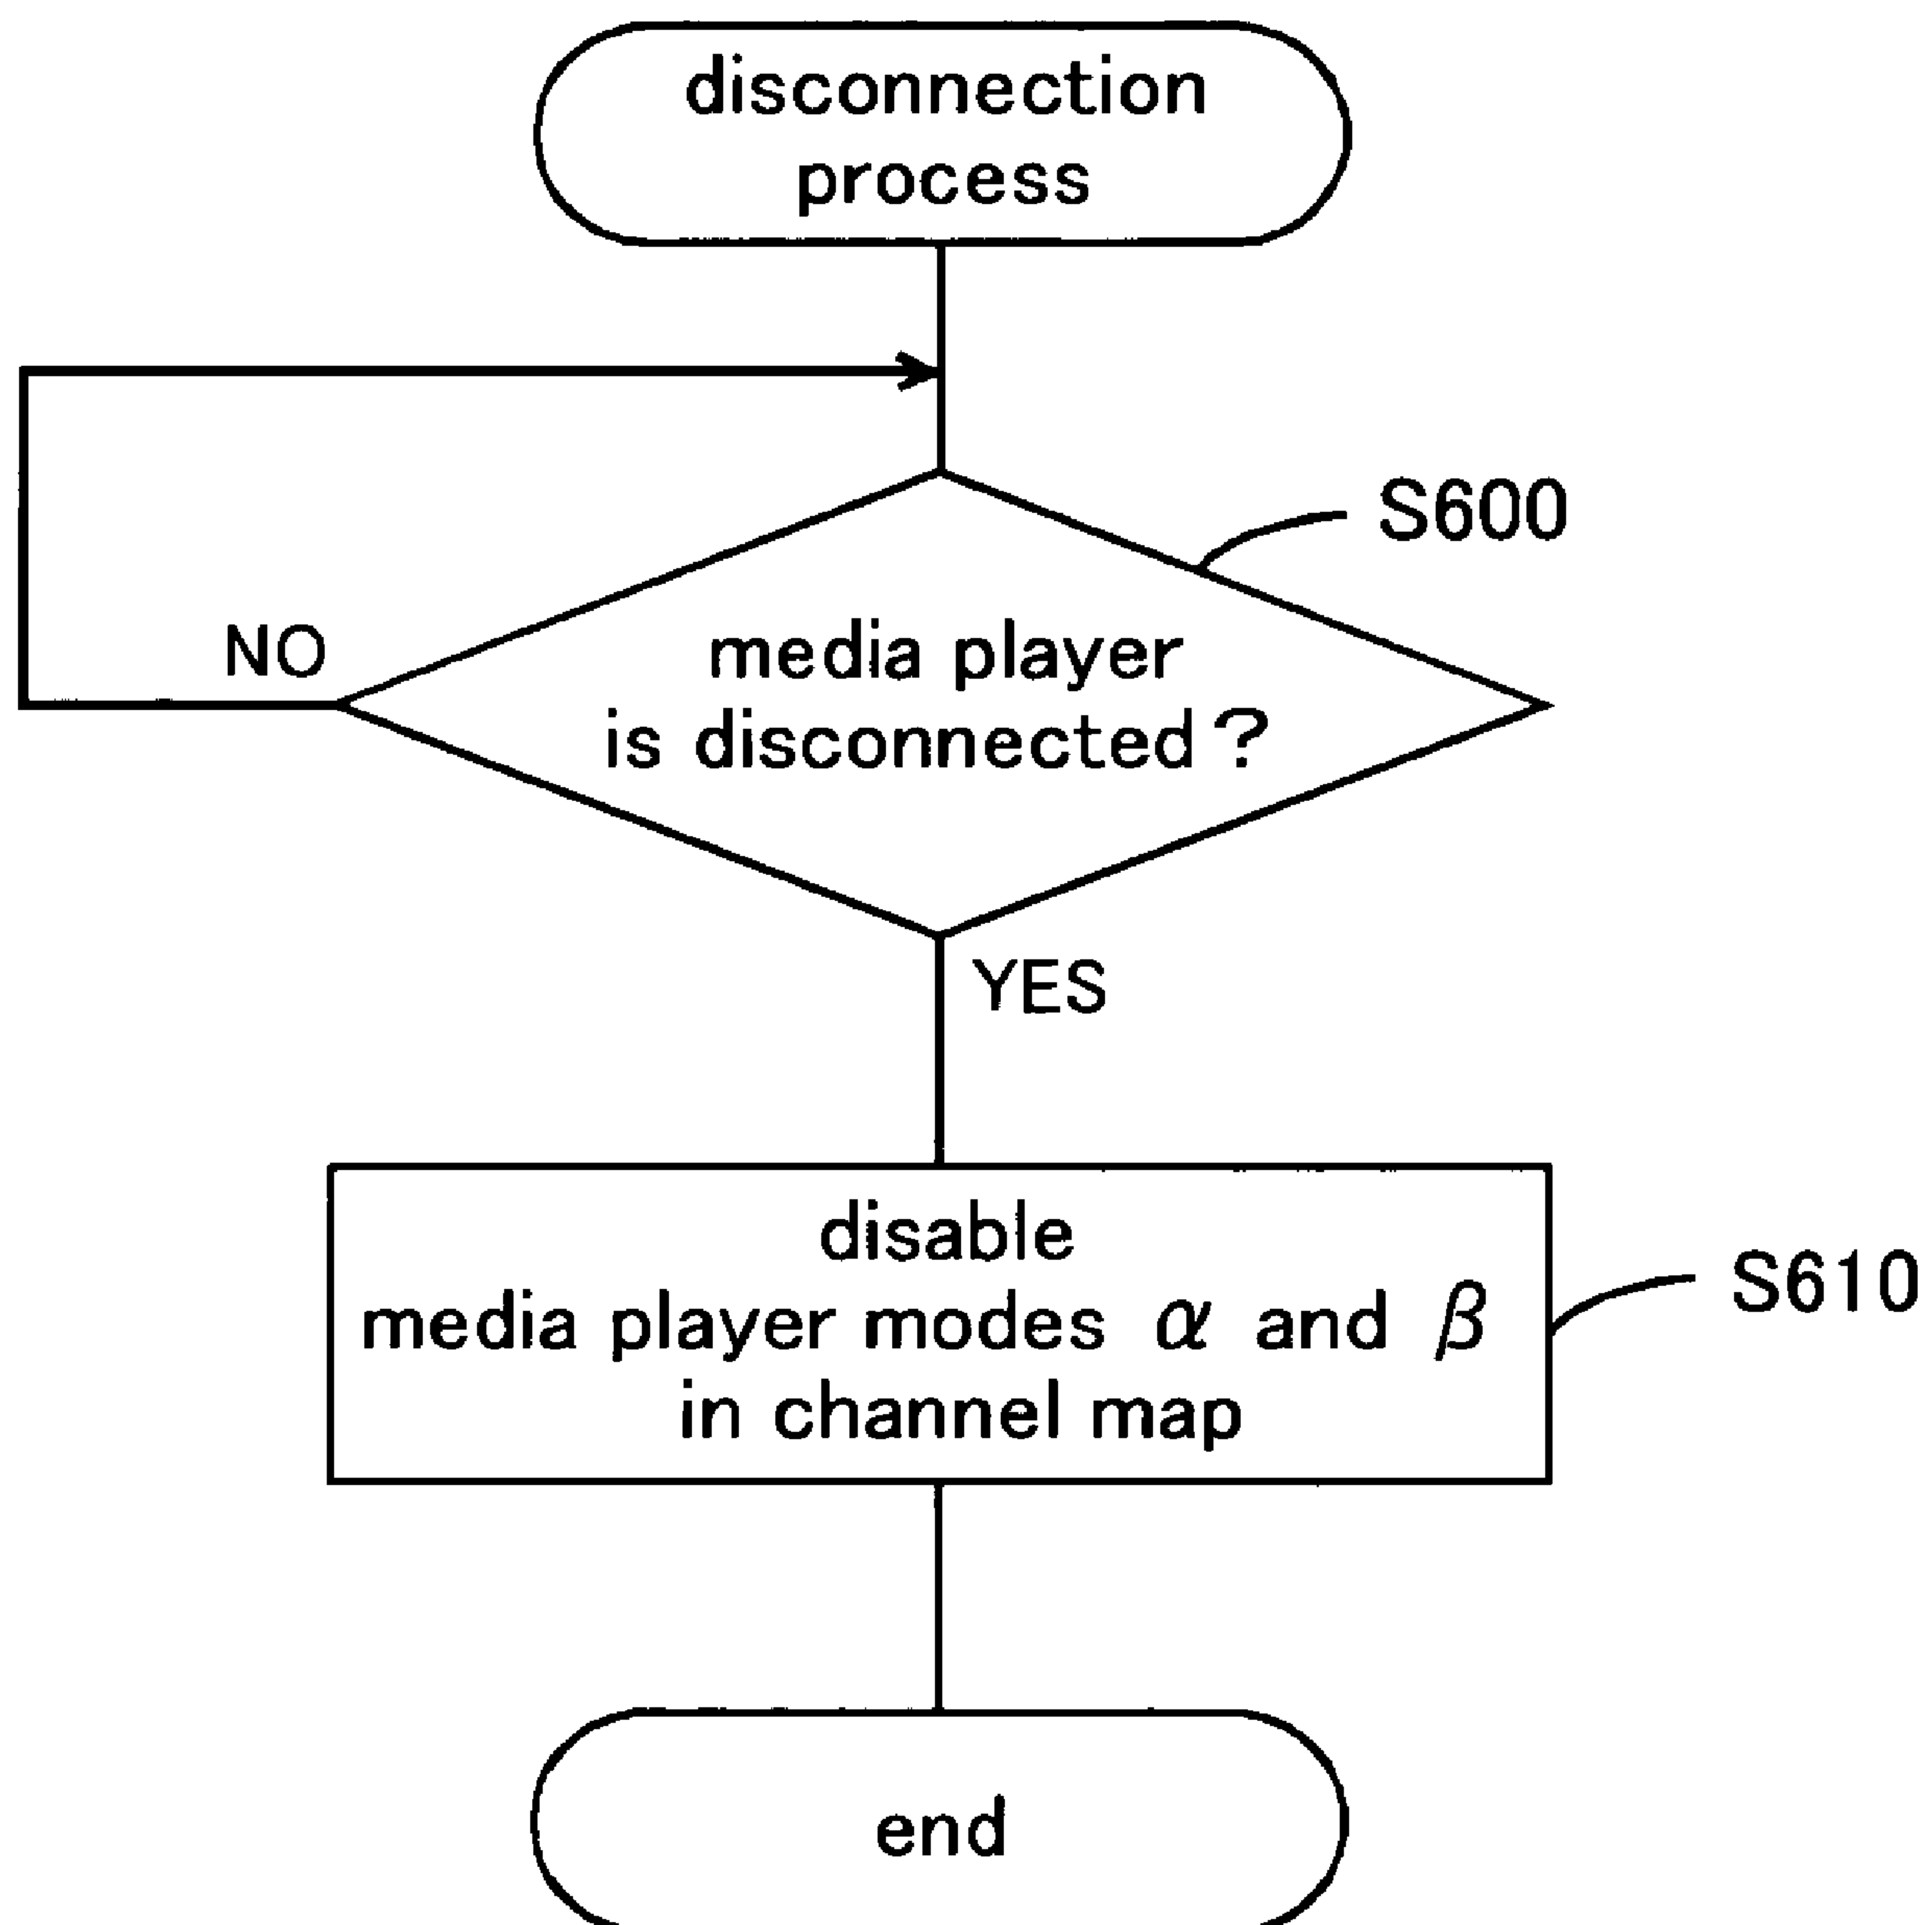 disconnection
process
S600
NO
media player
is disconnected?
YES
disable
media player modes α and β
in channel map
S610
end